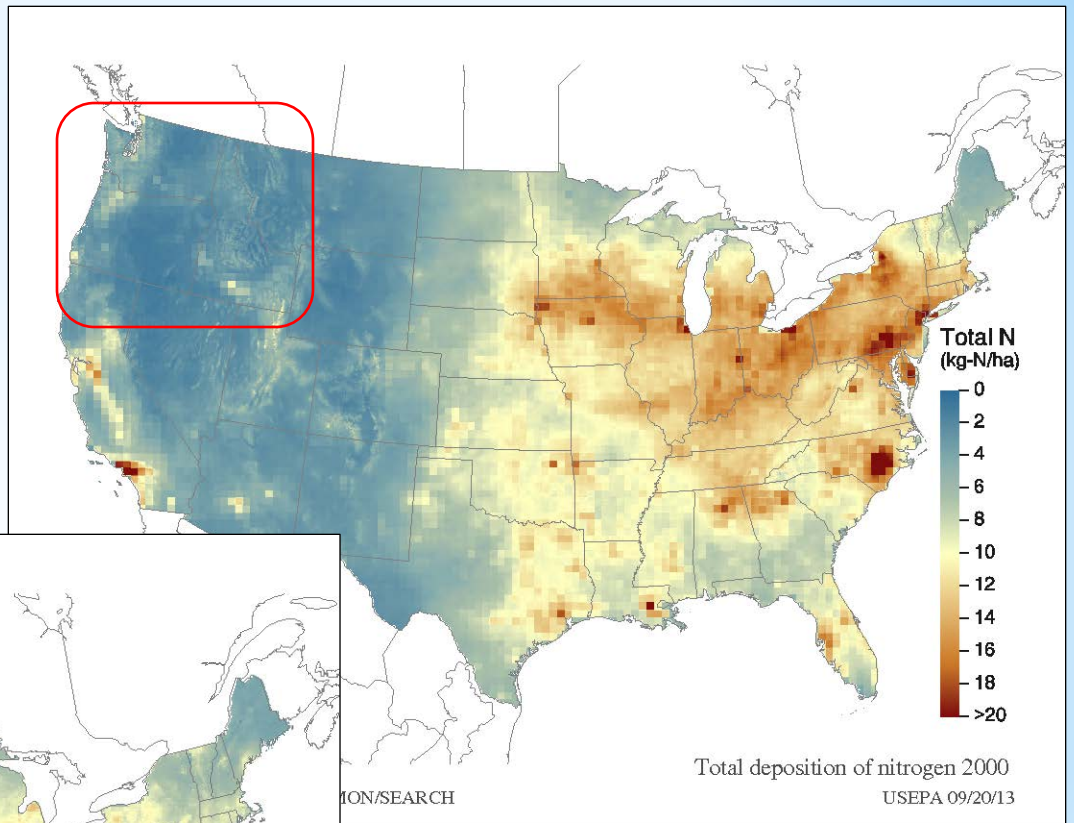 Total N
(kg-N/ha)
0
2
4
6
8
10
12
14
16
18
>20
Total deposition of nitrogen 2000
MON/SEARCH
USEPA 09/20/13